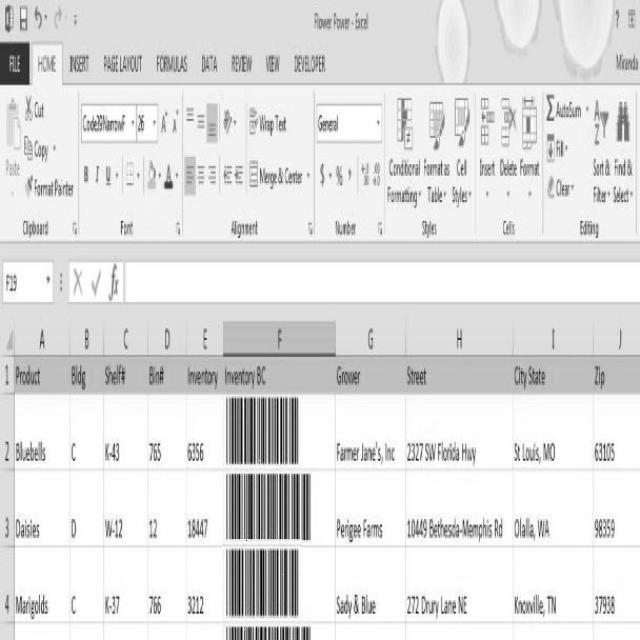 Flower Power - Excel
?
FILE HOME INSERT PAGE LAYOUT FORMULAS DATA REVIEW VIEW DEVELOPER Miranda
Cut
Copy
Format Painter
Paste
Clipboard
Code39NarrowF 26 A A
B I U A
Font
Wrap Text
Merge & Center
Alignment
General
$ %
Number
Conditional Formatting
Format as Table
Cell Styles
Styles
Insert Delete Format
Cells
AutoSum
Fill
Clear
Sort & Filter
Find & Select
Editing
F19 fx
A B C D E F G H I J
1 Product Bldg Shelf# Bin# Inventory Inventory BC Grower Street City State Zip
2 Bluebells C K-43 765 6356 Farmer Jane's, Inc 2327 SW Florida Hwy St Louis, MO 63105
3 Daisies D W-12 12 18447 Perigee Farms 10449 Bethesda-Memphis Rd Olalla, WA 98359
4 Marigolds C K-37 766 3212 Sady & Blue 272 Drury Lane NE Knoxville, TN 37938